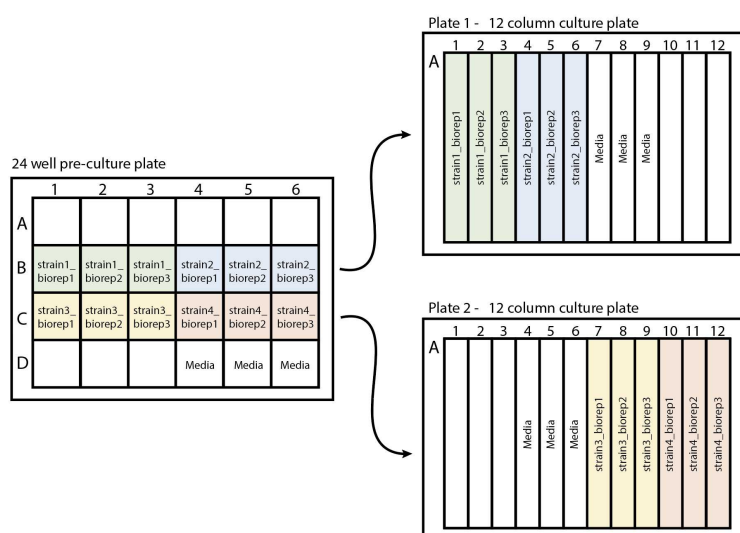 Plate 1 - 12 column culture plate
1 2 3 4 5 6 7 8 9 10 11 12
A
strain1_biorep1
strain1_biorep2
strain1_biorep3
strain2_biorep1
strain2_biorep2
strain2_biorep3
Media
Media
Media
24 well pre-culture plate
1 2 3 4 5 6
A
B
strain1_ strain1_ strain1_ strain2_ strain2_ strain2_
biorep1 biorep2 biorep3 biorep1 biorep2 biorep3
C
strain3_ strain3_ strain3_ strain4_ strain4_ strain4_
biorep1 biorep2 biorep3 biorep1 biorep2 biorep3
D
Media Media Media
Plate 2 - 12 column culture plate
1 2 3 4 5 6 7 8 9 10 11 12
A
Media
Media
Media
strain3_biorep1
strain3_biorep2
strain3_biorep3
strain4_biorep1
strain4_biorep2
strain4_biorep3